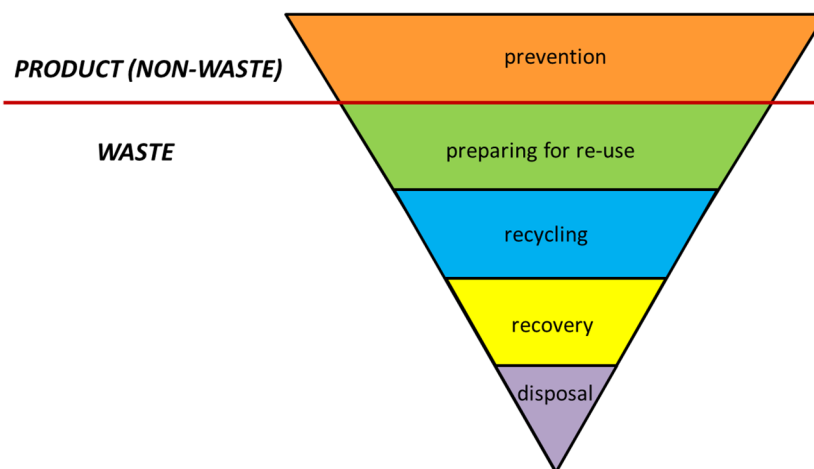 prevention
PRODUCT (NON-WASTE)
WASTE
preparing for re-use
recycling
recovery
disposal